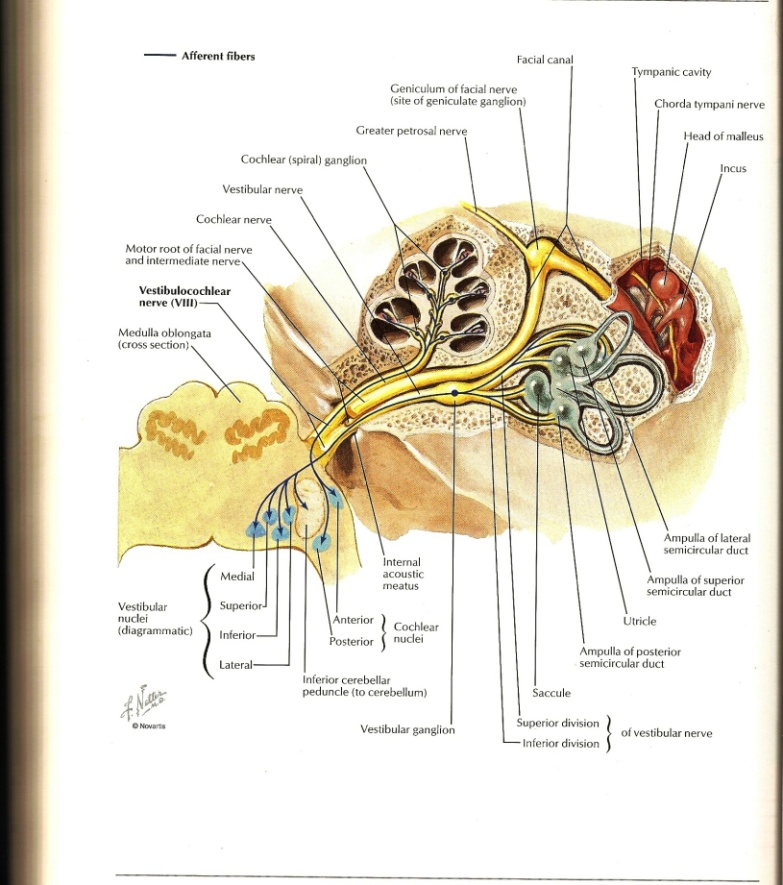 Afferent fibers
Facial canal
Tympanic cavity
Geniculum of facial nerve
(site of geniculate ganglion)
Chorda tympani nerve
Greater petrosal nerve
Head of malleus
Cochlear (spiral) ganglion
Incus
Vestibular nerve
Cochlear nerve
Motor root of facial nerve
and intermediate nerve
Vestibulocochlear
nerve (VIII)
Medulla oblongata
(cross section)
Ampulla of lateral
semicircular duct
Internal
acoustic
meatus
Ampulla of superior
semicircular duct
Vestibular
nuclei
(diagrammatic)
Medial
Superior
Inferior
Lateral
Anterior
Posterior
Cochlear
nuclei
Utricle
Ampulla of posterior
semicircular duct
Inferior cerebellar
peduncle (to cerebellum)
Saccule
F. Netter
M.D.
© Novartis
Vestibular ganglion
Superior division
Inferior division
of vestibular nerve